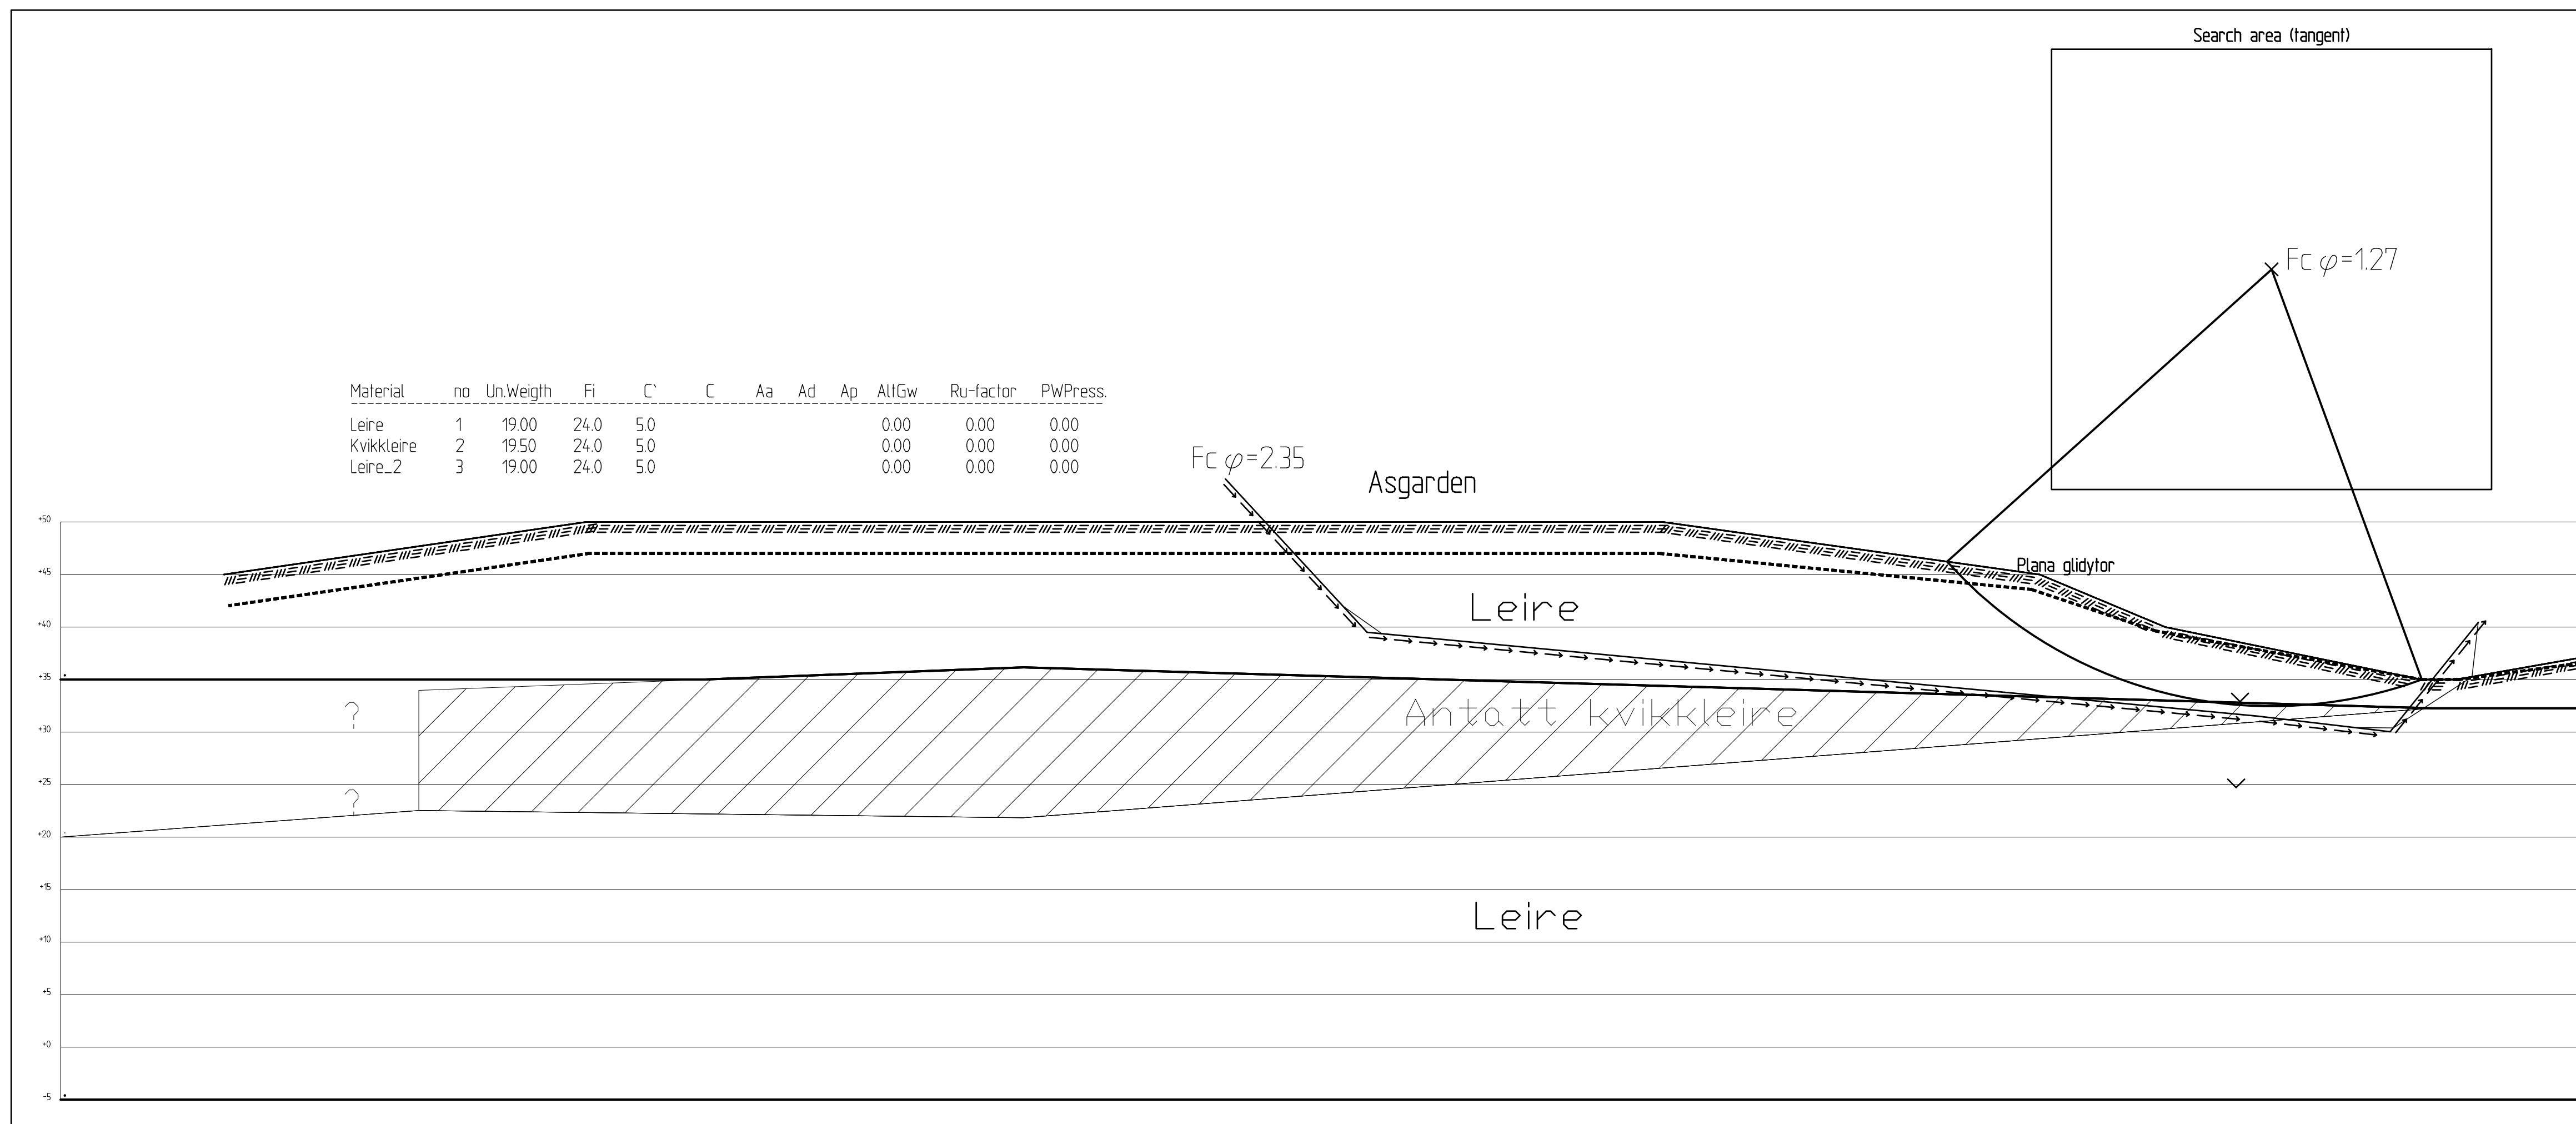 Search area (tangent)
Fc φ=1.27
Material no Un.Weigth Fi C` C Aa Ad Ap AltGw Ru-factor PWPress.
Leire 1 19.00 24.0 5.0 0.00 0.00 0.00
Kvikkleire 2 19.50 24.0 5.0 0.00 0.00 0.00
Leire_2 3 19.00 24.0 5.0 0.00 0.00 0.00
Fc φ=2.35
Asgarden
+50
Plana glidytor
+45
Leire
+40
+35
?
Antatt kvikkleire
+30
+25
?
+20
+15
Leire
+10
+5
+0
-5